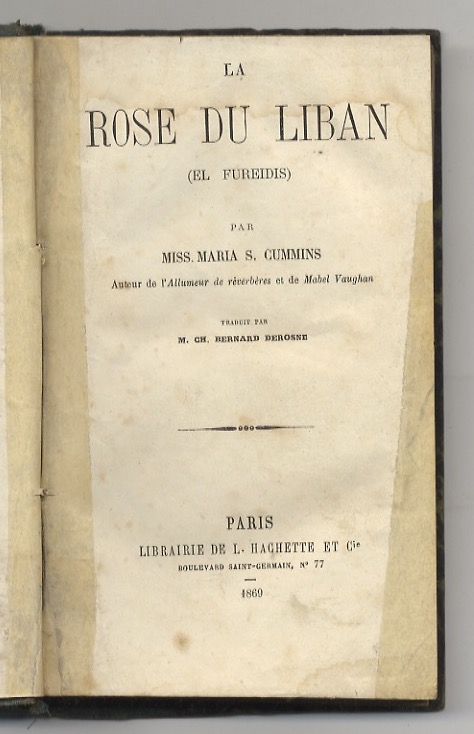 LA
ROSE DU LIBAN
(EL FUREIDIS)
PAR
MISS. MARIA S. CUMMINS
Auteur de l'Allumeur de réverbères et de Mabel Vaughan
TRADUIT PAR
M. CH. BERNARD DEROSNE
PARIS
LIBRAIRIE DE L. HACHETTE ET Cie
BOULEVARD SAINT-GERMAIN, N° 77
1869